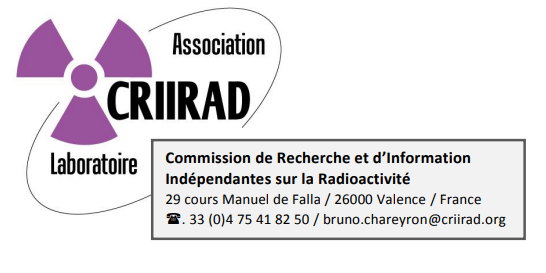 Association
CRIIRAD
Laboratoire
Commission de Recherche et d’Information
Indépendantes sur la Radioactivité
29 cours Manuel de Falla / 26000 Valence / France
☎. 33 (0)4 75 41 82 50 / bruno.chareyron@criirad.org